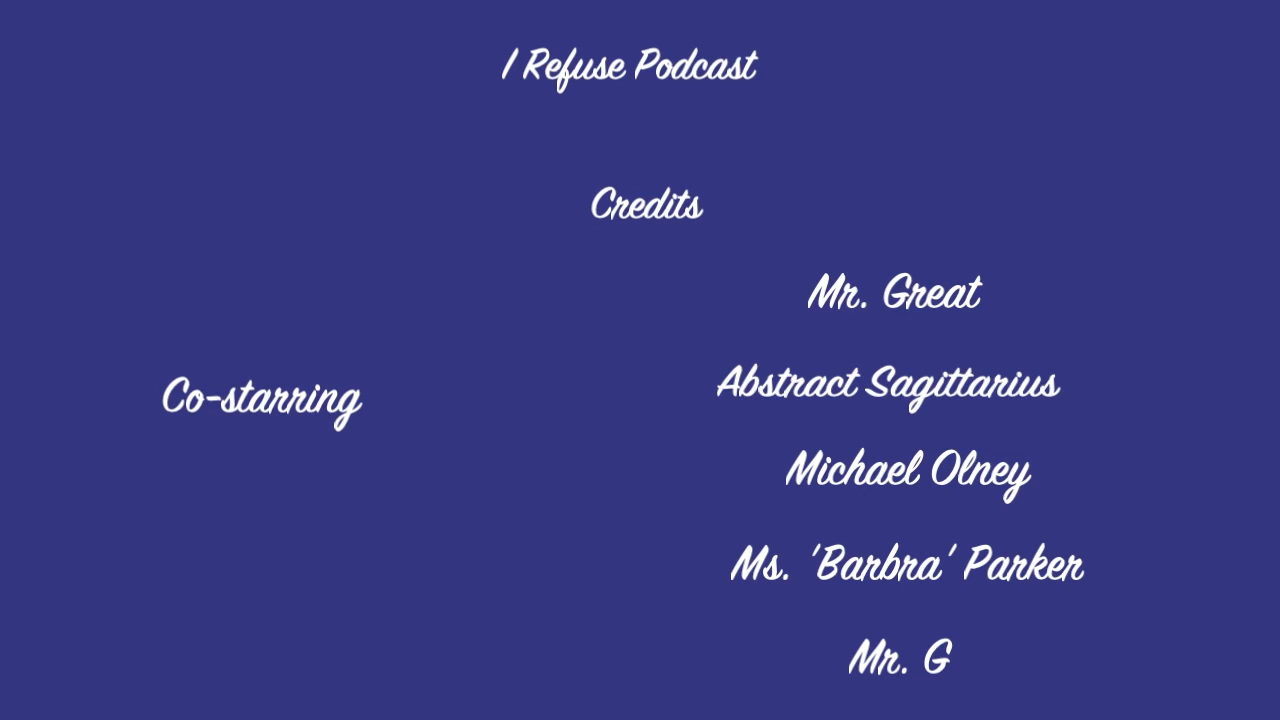 I Refuse Podcast
Credits
Mr. Great
Abstract Sagittarius
Co-starring
Michael Olney
Ms. 'Barbra' Parker
Mr. G